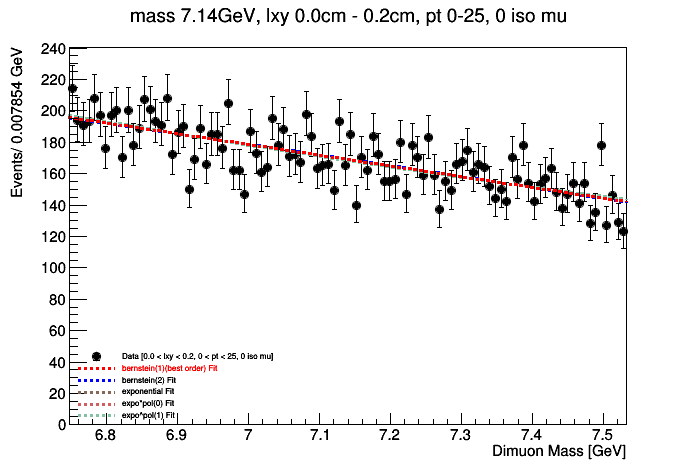 mass 7.14GeV, lxy 0.0cm - 0.2cm, pt 0-25, 0 iso mu
Events/ 0.007854 GeV
240
220
200
180
160
140
120
100
80
60
40
20
0
Data [0.0 < lxy < 0.2, 0 < pt < 25, 0 iso mu]
bernstein(1)(best order) Fit
bernstein(2) Fit
exponential Fit
expo*pol(0) Fit
expo^pol(1) Fit
6.8 6.9 7 7.1 7.2 7.3 7.4 7.5
Dimuon Mass [GeV]